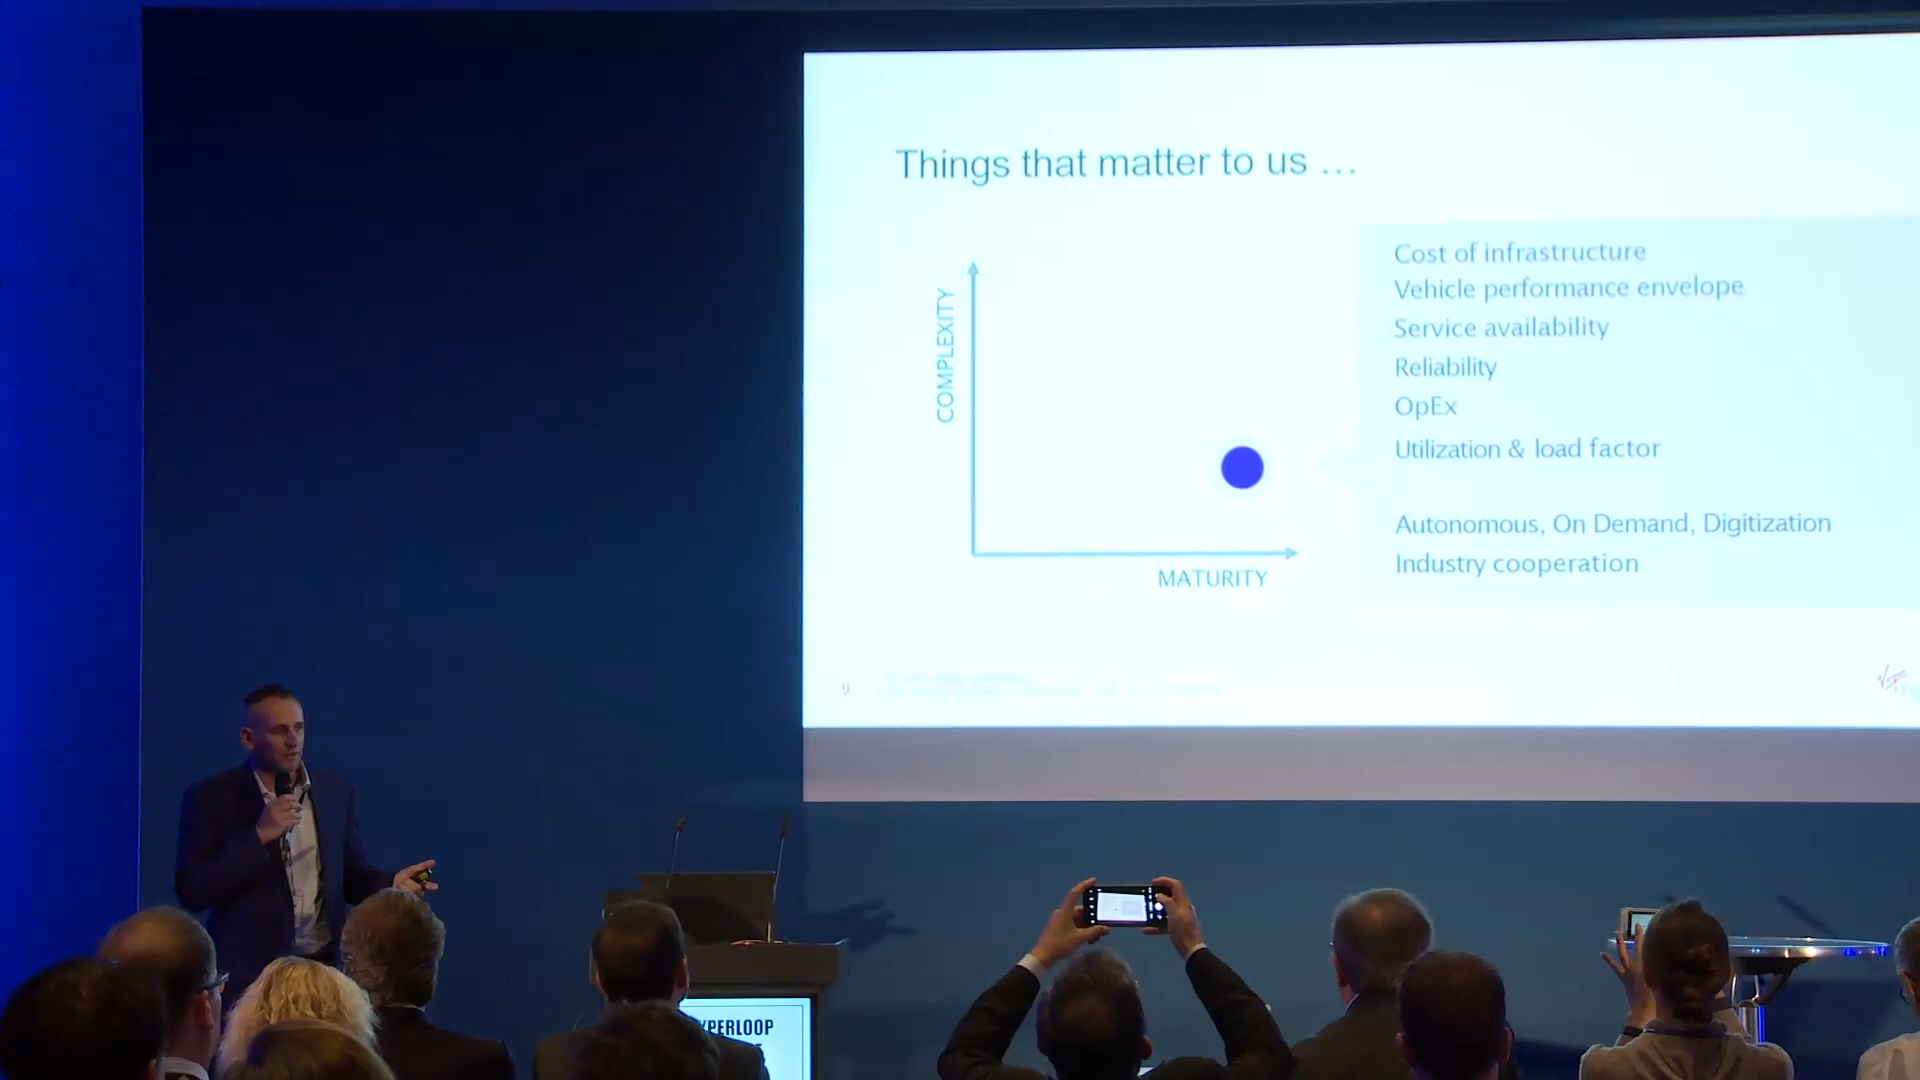 Things that matter to us ...
COMPLEXITY
MATURITY
Cost of infrastructure
Vehicle performance envelope
Service availability
Reliability
OpEx
Utilization & load factor
Autonomous, On Demand, Digitization
Industry cooperation
9
YPERLOOP